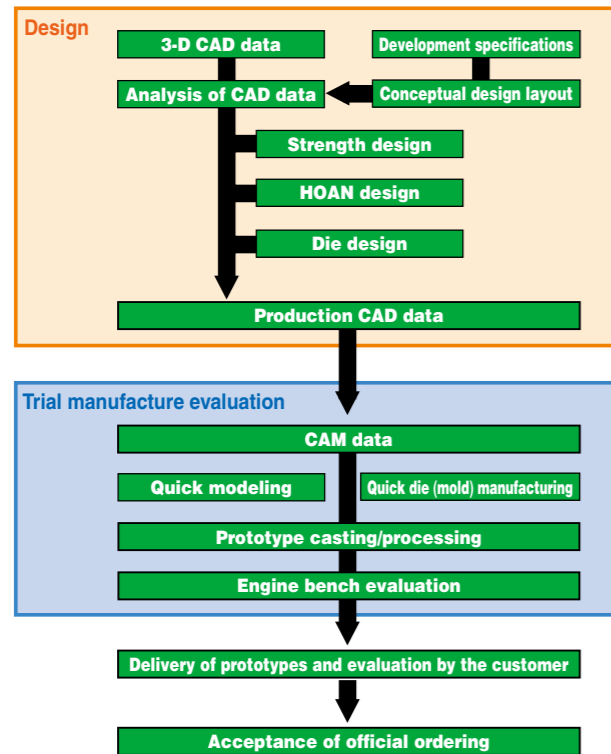 Design
3-D CAD data
Development specifications
Analysis of CAD data
Conceptual design layout
Strength design
HOAN design
Die design
Production CAD data
Trial manufacture evaluation
CAM data
Quick modeling
Quick die (mold) manufacturing
Prototype casting/processing
Engine bench evaluation
Delivery of prototypes and evaluation by the customer
Acceptance of official ordering